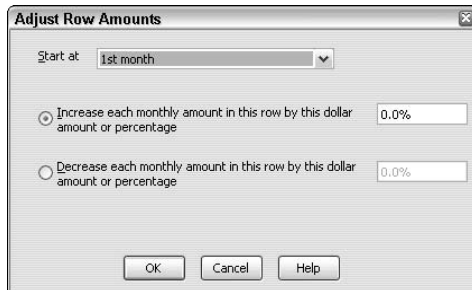 Adjust Row Amounts
Start at 1st month
Increase each monthly amount in this row by this dollar amount or percentage 0.0%
Decrease each monthly amount in this row by this dollar amount or percentage 0.0%
OK Cancel Help